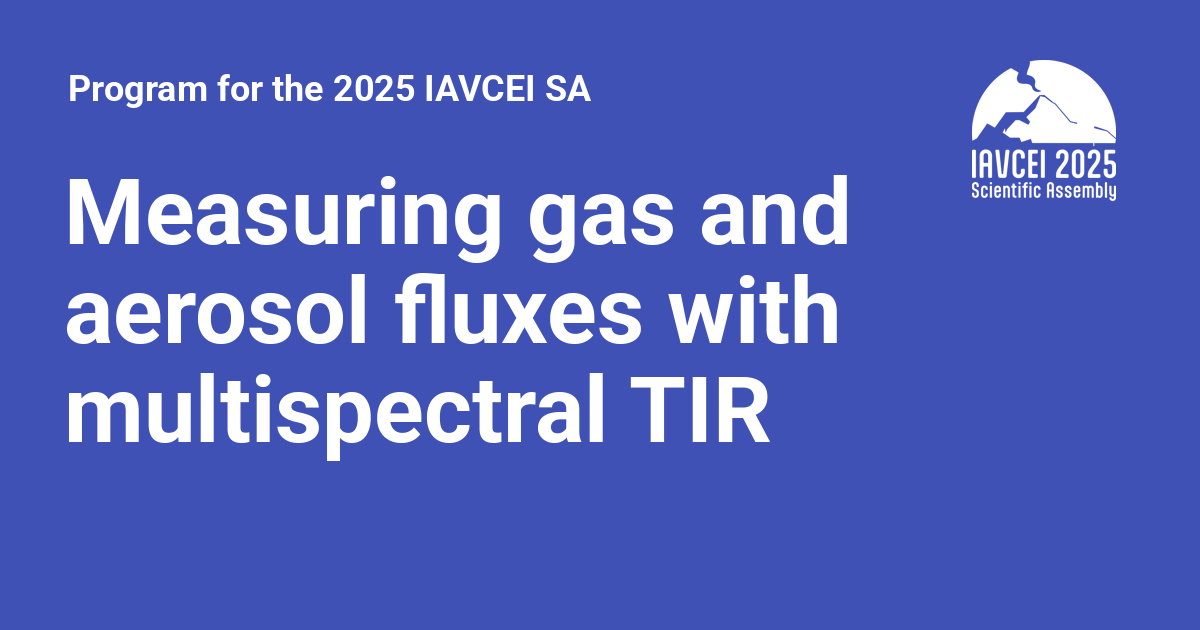 Program for the 2025 IAVCEI SA
Measuring gas and
aerosol fluxes with
multispectral TIR
IAVCEI 2025
Scientific Assembly